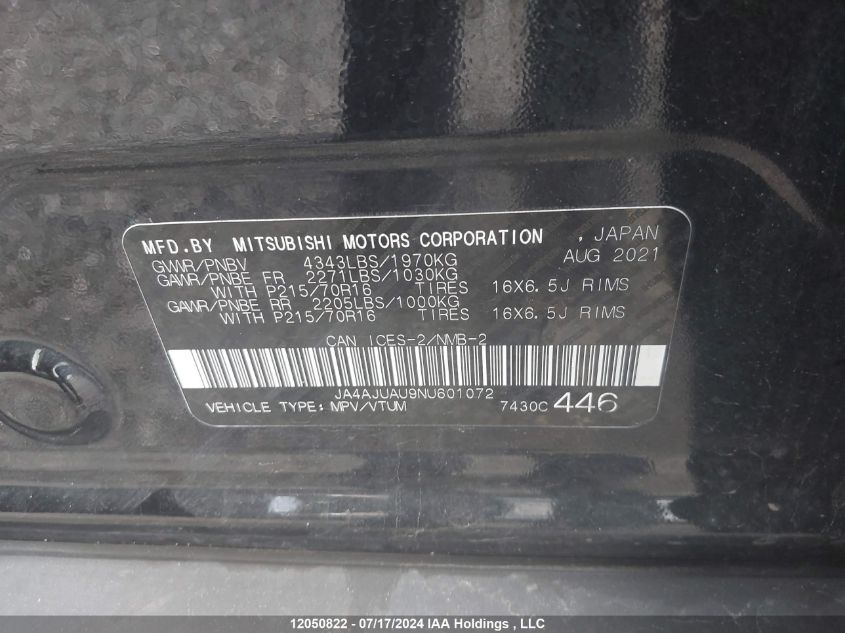 MFD.BY MITSUBISHI MOTORS CORPORATION , JAPAN
GVWR/PNBV 4343LBS/1970KG AUG 2021
GAWR/PNBE FR 2271LBS/1030KG
WITH P215/70R16 TIRES 16X6.5J RIMS
GAWR/PNBE RR 2205LBS/1000KG
WITH P215/70R16 TIRES 16X6.5J RIMS
CAN ICES-2/NMB-2
JA4AJUAU9NU601072
VEHICLE TYPE: MPV/VTUM 7430C 446
12050822 - 07/17/2024 IAA Holdings , LLC